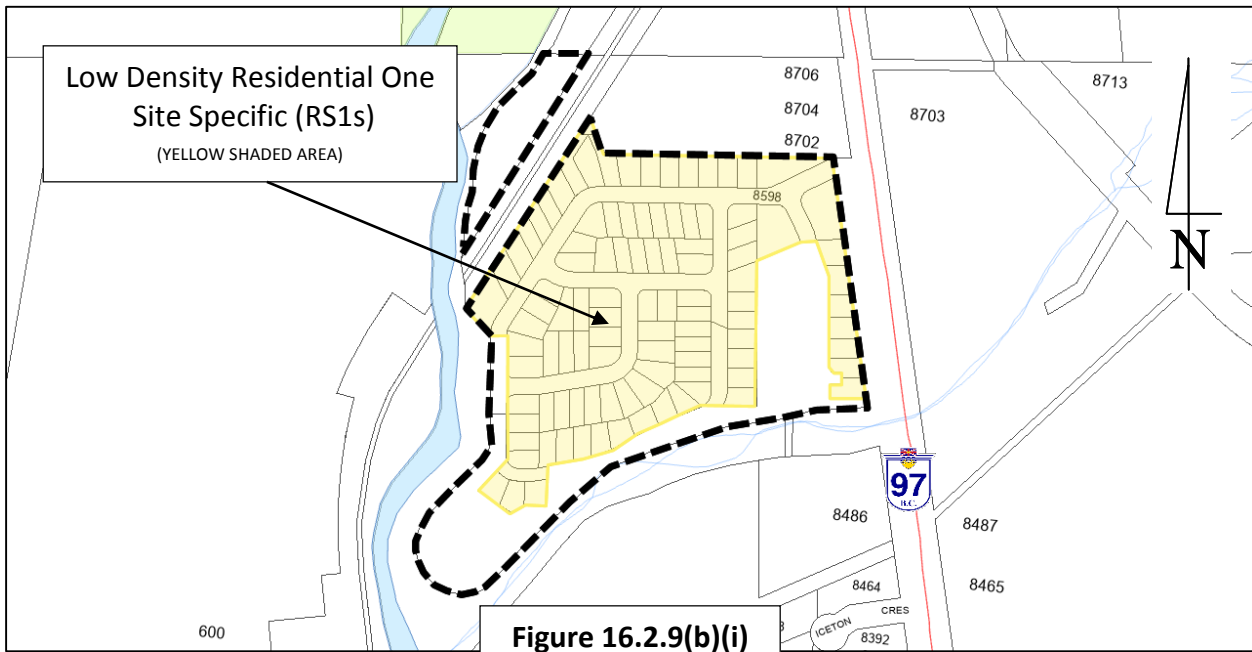 Low Density Residential One
Site Specific (RS1s)
(YELLOW SHADED AREA)
8706
8713
8704
8703
8702
8598
N
97
B.C.
8486
8487
8464
8465
CRES
ICETON
600
8392
Figure 16.2.9(b)(i)